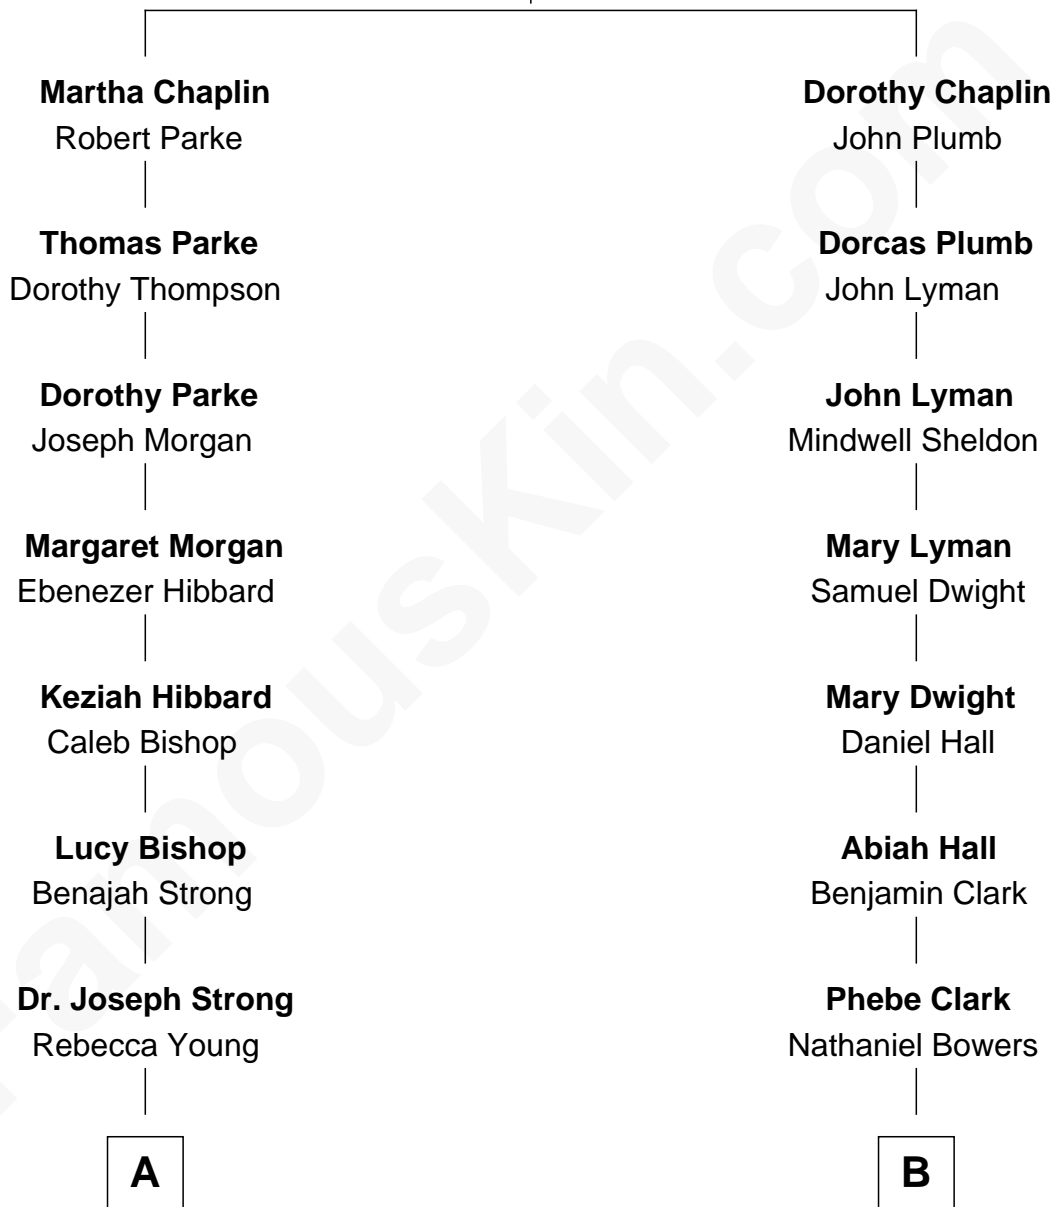 Martha Chaplin
Robert Parke
Thomas Parke
Dorothy Thompson
Dorothy Parke
Joseph Morgan
Margaret Morgan
Ebenezer Hibbard
Keziah Hibbard
Caleb Bishop
Lucy Bishop
Benajah Strong
Dr. Joseph Strong
Rebecca Young
A
Dorothy Chaplin
John Plumb
Dorcas Plumb
John Lyman
John Lyman
Mindwell Sheldon
Mary Lyman
Samuel Dwight
Mary Dwight
Daniel Hall
Abiah Hall
Benjamin Clark
Phebe Clark
Nathaniel Bowers
B
FamousKin.com